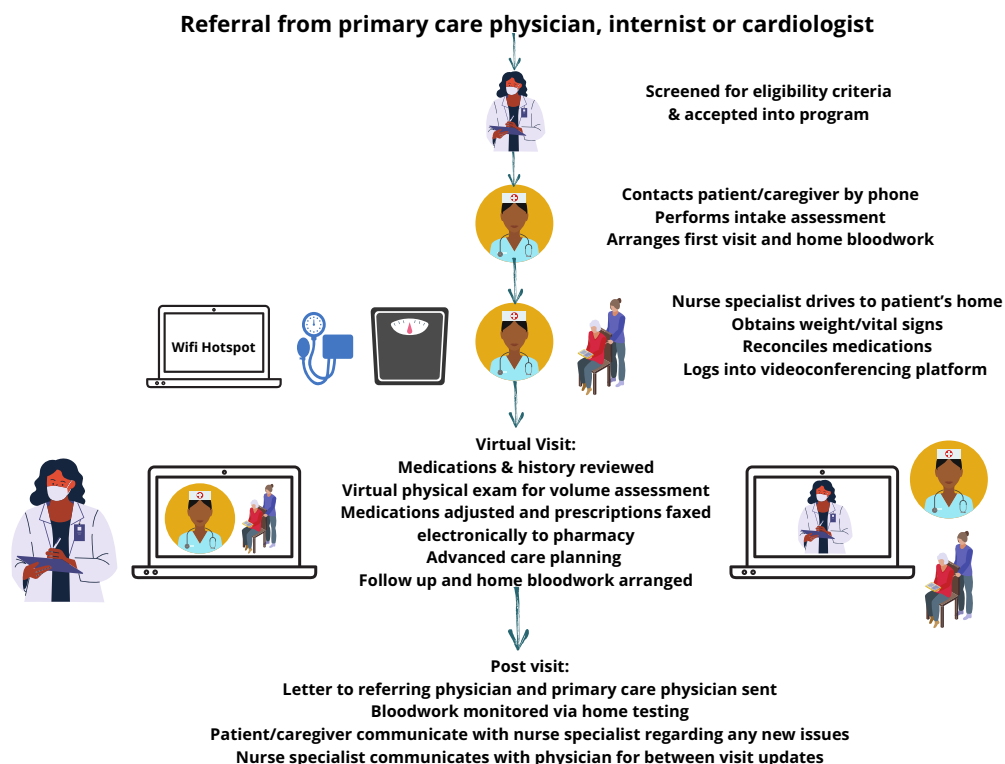 Referral from primary care physician, internist or cardiologist
Screened for eligibility criteria
& accepted into program
Contacts patient/caregiver by phone
Performs intake assessment
Arranges first visit and home bloodwork
Wifi Hotspot
Nurse specialist drives to patient's home
Obtains weight/vital signs
Reconciles medications
Logs into videoconferencing platform
Virtual Visit:
Medications & history reviewed
Virtual physical exam for volume assessment
Medications adjusted and prescriptions faxed
electronically to pharmacy
Advanced care planning
Follow up and home bloodwork arranged
Post visit:
Letter to referring physician and primary care physician sent
Bloodwork monitored via home testing
Patient/caregiver communicate with nurse specialist regarding any new issues
Nurse specialist communicates with physician for between visit updates